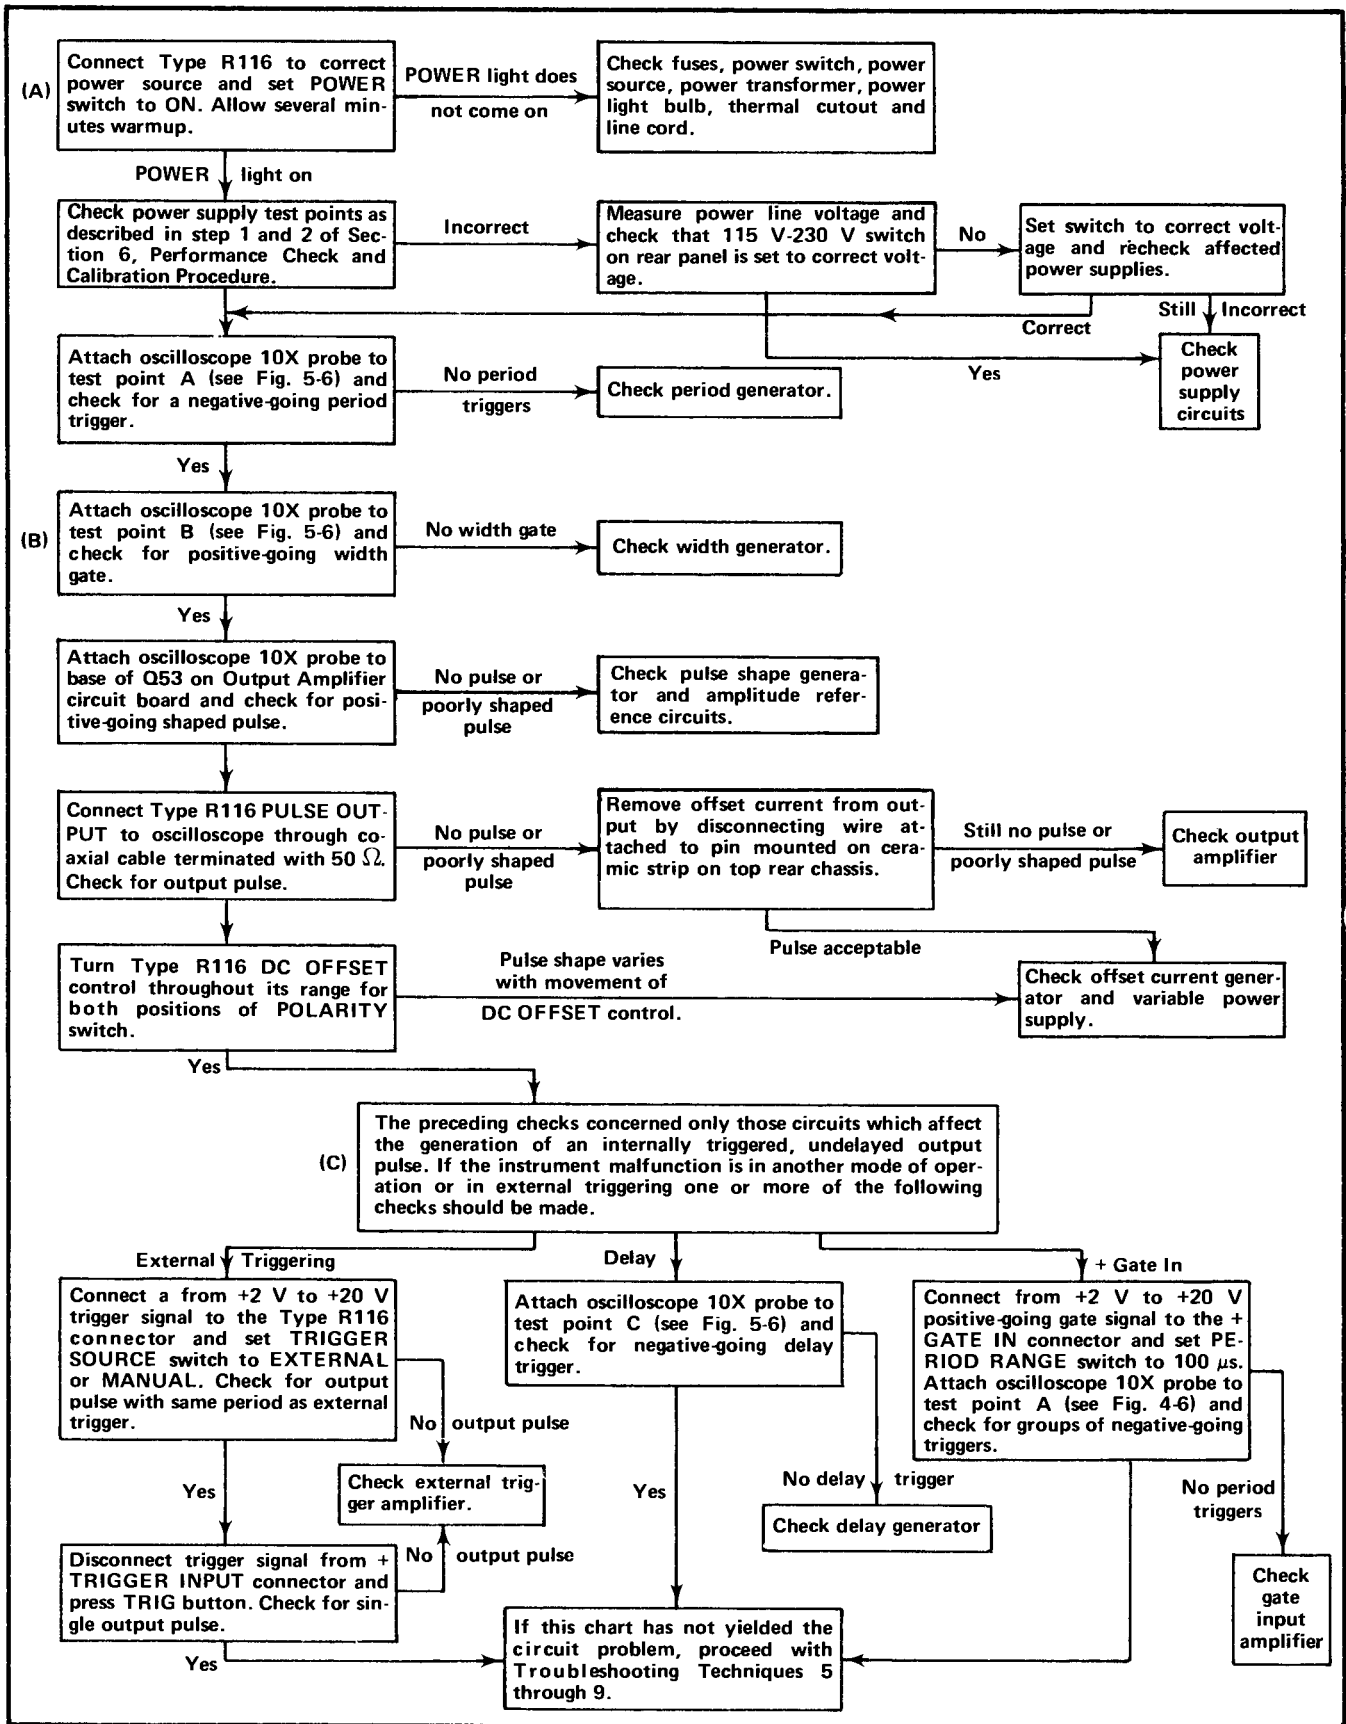 (A)
Connect Type R116 to correct
power source and set POWER
switch to ON. Allow several min-
utes warmup.
POWER light does
not come on
Check fuses, power switch, power
source, power transformer, power
light bulb, thermal cutout and
line cord.
POWER light on
Check power supply test points as
described in step 1 and 2 of Sec-
tion 6, Performance Check and
Calibration Procedure.
Incorrect
Measure power line voltage and
check that 115 V-230 V switch
on rear panel is set to correct volt-
age.
No
Set switch to correct volt-
age and recheck affected
power supplies.
Correct
Still Incorrect
Yes
Check
power
supply
circuits
Attach oscilloscope 10X probe to
test point A (see Fig. 5-6) and
check for a negative-going period
trigger.
No period
triggers
Check period generator.
Yes
(B)
Attach oscilloscope 10X probe to
test point B (see Fig. 5-6) and
check for positive-going width
gate.
No width gate
Check width generator.
Yes
Attach oscilloscope 10X probe to
base of Q53 on Output Amplifier
circuit board and check for posi-
tive-going shaped pulse.
No pulse or
poorly shaped
pulse
Check pulse shape genera-
tor and amplitude refer-
ence circuits.
Connect Type R116 PULSE OUT-
PUT to oscilloscope through co-
axial cable terminated with 50 Ω.
Check for output pulse.
No pulse or
poorly shaped
pulse
Remove offset current from out-
put by disconnecting wire at-
tached to pin mounted on cera-
mic strip on top rear chassis.
Still no pulse or
poorly shaped pulse
Check output
amplifier
Pulse acceptable
Turn Type R116 DC OFFSET
control throughout its range for
both positions of POLARITY
switch.
Pulse shape varies
with movement of
DC OFFSET control.
Check offset current gener-
ator and variable power
supply.
Yes
(C)
The preceding checks concerned only those circuits which affect
the generation of an internally triggered, undelayed output
pulse. If the instrument malfunction is in another mode of oper-
ation or in external triggering one or more of the following
checks should be made.
External Triggering
Delay
+ Gate In
Connect a from +2 V to +20 V
trigger signal to the Type R116
connector and set TRIGGER
SOURCE switch to EXTERNAL
or MANUAL. Check for output
pulse with same period as external
trigger.
Attach oscilloscope 10X probe to
test point C (see Fig. 5-6) and
check for negative-going delay
trigger.
Connect from +2 V to +20 V
positive-going gate signal to the +
GATE IN connector and set PE-
RIOD RANGE switch to 100 μs.
Attach oscilloscope 10X probe to
test point A (see Fig. 4-6) and
check for groups of negative-going
triggers.
No output pulse
Check external trig-
ger amplifier.
Yes
Yes
No delay trigger
Check delay generator
No period
triggers
Check
gate
input
amplifier
Disconnect trigger signal from +
TRIGGER INPUT connector and
press TRIG button. Check for sin-
gle output pulse.
No output pulse
Yes
If this chart has not yielded the
circuit problem, proceed with
Troubleshooting Techniques 5
through 9.